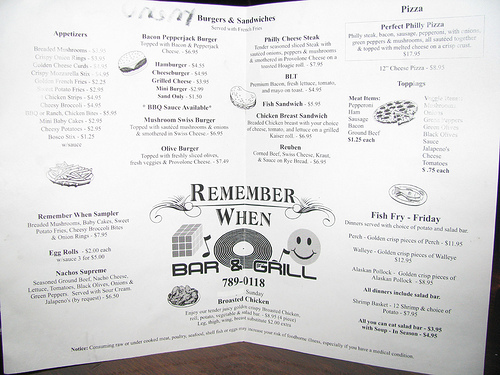 Appetizers
Breaded Mushrooms - $5.95
Crispy Onion Rings - $3.95
Golden Cheese Curds - $3.95
Crispy Mozzarella Stix
Golden French Fries - $2.25
Sweet Potato Fries - $2.95
Chicken Strips - $4.95
Cheesy Broccoli - $4.95
BBQ or Ranch, Chicken Bites - $5.95
Mini Baby Cakes - $2.95
Cheesy Potatoes - $2.95
Bosco Stix - $1.25
w/sauce
Remember When Sampler
Breaded Mushrooms, Baby Cakes, Sweet
Potato Fries, Cheesy Broccoli Bites
& Onion Rings - $7.95
Egg Rolls - $2.00 each
w/sauce 3 for $5.00
Nachos Supreme
Seasoned Ground Beef, Nacho Cheese,
Lettuce, Tomatoes, Black Olives, Onions &
Green Peppers. Served with Sour Cream
Jalapeno's (by request) - $6.50
Burgers & Sandwiches
Served with French Fries
Bacon Pepperjack Burger
Topped with Bacon & Pepperjack
Cheese - $6.95
Hamburger - $4.55
Cheeseburger - $4.95
Grilled Cheese - $3.95
Mini Burger - $2.99
Sand Only - $1.50
* BBQ Sauce Available*
Mushroom Swiss Burger
Topped with sauteed mushrooms & onions
& smothered in Swiss Cheese - $6.95
Olive Burger
Topped with freshly sliced olives,
fresh veggies & Provolone Cheese - $7.49
Philly Cheese Steak
Tender seasoned sliced Steak with
sauteed onions, peppers, & mushrooms
& smothered in Provolone Cheese on a
toasted Hoagie roll. - $7.95
BLT
Premium Bacon, fresh lettuce, tomato,
and mayo on toast. - $4.95
Fish Sandwich - $5.95
Chicken Breast Sandwich
Breaded Chicken breast with your choice
of cheese, tomato, and lettuce on a grilled
Kaiser roll. - $6.95
Reuben
Corned Beef, Swiss Cheese, Kraut,
& Sauce on Rye Bread. - $6.95
REMEMBER
WHEN
BAR & GRILL
789-0118
Sunday
Broasted Chicken
Enjoy our tender juicy golden crispy Broasted Chicken,
red, potato, vegetable & salad bar - $8.95 (4 piece)
Leg, thigh, wing, breast substitute $2.00 extra
Pizza
Perfect Philly Pizza
Philly steak, bacon, sausage, pepperoni, with onions,
green peppers & mushrooms, all sauteed together
& topped with melted cheese on a crispy crust.
$17.95
12" Cheese Pizza - $8.95
Toppings
Meat Items:
Pepperoni
Ham
Sausage
Bacon
Ground Beef
$1.25 each
Veggie Items
Onions
Green Peppers
Green Olives
Black Olives
Sauce
Jalapeno's
Cheese
Tomatoes
$ .75 each
Fish Fry - Friday
Dinners served with choice of potato and salad bar.
Perch - Golden crisp pieces of Perch - $11.95
Walleye - Golden crisp pieces of Walleye
$12.95
Alaskan Pollock - Golden crisp pieces of
Alaskan Pollock - $8.95
All dinners include salad bar.
Shrimp Basket - 12 Shrimp & choice of
Potato - $7.95
All you can eat salad bar - $3.95
with Soup - In Season - $4.95
Notice: Consuming raw or under cooked meat, poultry, seafood, shell fish or eggs may increase your risk of foodborne illness, especially if you have a medical condition.